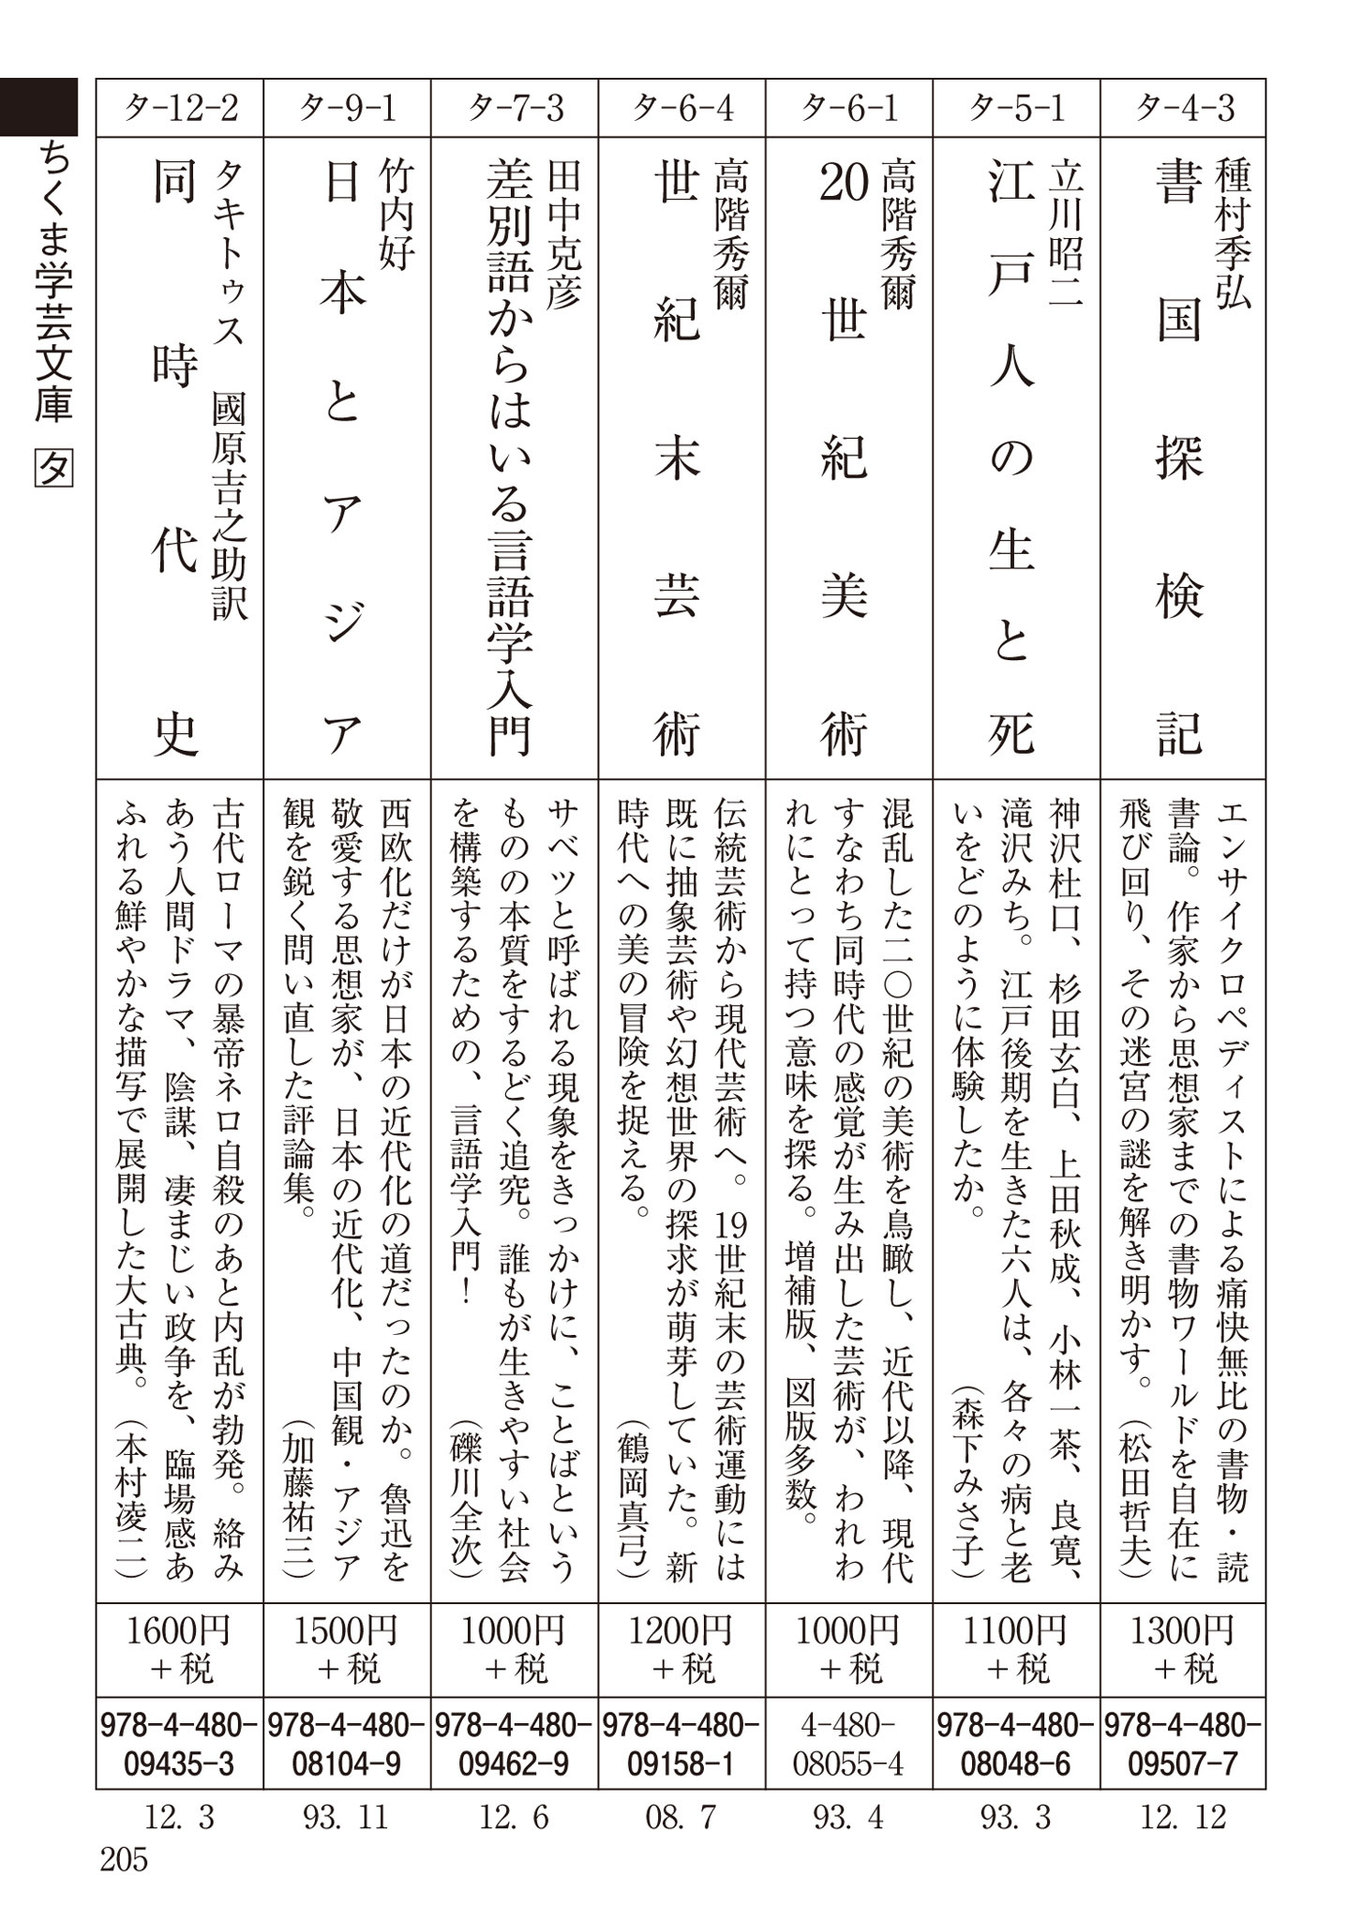 ちくま学芸文庫 タ
タ-4-3
種村季弘
書国探検記
エンサイクロペディストによる痛快無比の書物・読
書論。作家から思想家までの書物ワールドを自在に
飛び回り、その迷宮の謎を解き明かす。（松田哲夫）
1300円
+税
978-4-480-
09507-7
12. 12
タ-5-1
立川昭二
江戸人の生と死
神沢杜口、杉田玄白、上田秋成、小林一茶、良寛、
滝沢みち。江戸後期を生きた六人は、各々の病と老
いをどのように体験したか。（森下みさ子）
1100円
+税
978-4-480-
08048-6
93. 3
タ-6-1
高階秀爾
20世紀美術
混乱した二〇世紀の美術を鳥瞰し、近代以降、現代
すなわち同時代の感覚が生み出した芸術が、われわ
れにとって持つ意味を探る。増補版、図版多数。
1000円
+税
4-480-
08055-4
93. 4
タ-6-4
高階秀爾
世紀末芸術
伝統芸術から現代芸術へ。19世紀末の芸術運動には
既に抽象芸術や幻想世界の探求が萌芽していた。新
時代への美の冒険を捉える。（鶴岡真弓）
1200円
+税
978-4-480-
09158-1
08. 7
タ-7-3
田中克彦
差別語からはいる言語学入門
サベツと呼ばれる現象をきっかけに、ことばという
ものの本質をするどく追究。誰もが生きやすい社会
を構築するための、言語学入門！（礫川全次）
1000円
+税
978-4-480-
09462-9
12. 6
タ-9-1
竹内好
日本とアジア
西欧化だけが日本の近代化の道だったのか。魯迅を
敬愛する思想家が、日本の近代化、中国観・アジア
観を鋭く問い直した評論集。（加藤祐三）
1500円
+税
978-4-480-
08104-9
93. 11
タ-12-2
タキトゥス 國原吉之助訳
同時代史
古代ローマの暴帝ネロ自殺のあと内乱が勃発。絡み
あう人間ドラマ、陰謀、凄まじい政争を、臨場感あ
ふれる鮮やかな描写で展開した大古典。（本村凌二）
1600円
+税
978-4-480-
09435-3
12. 3
205